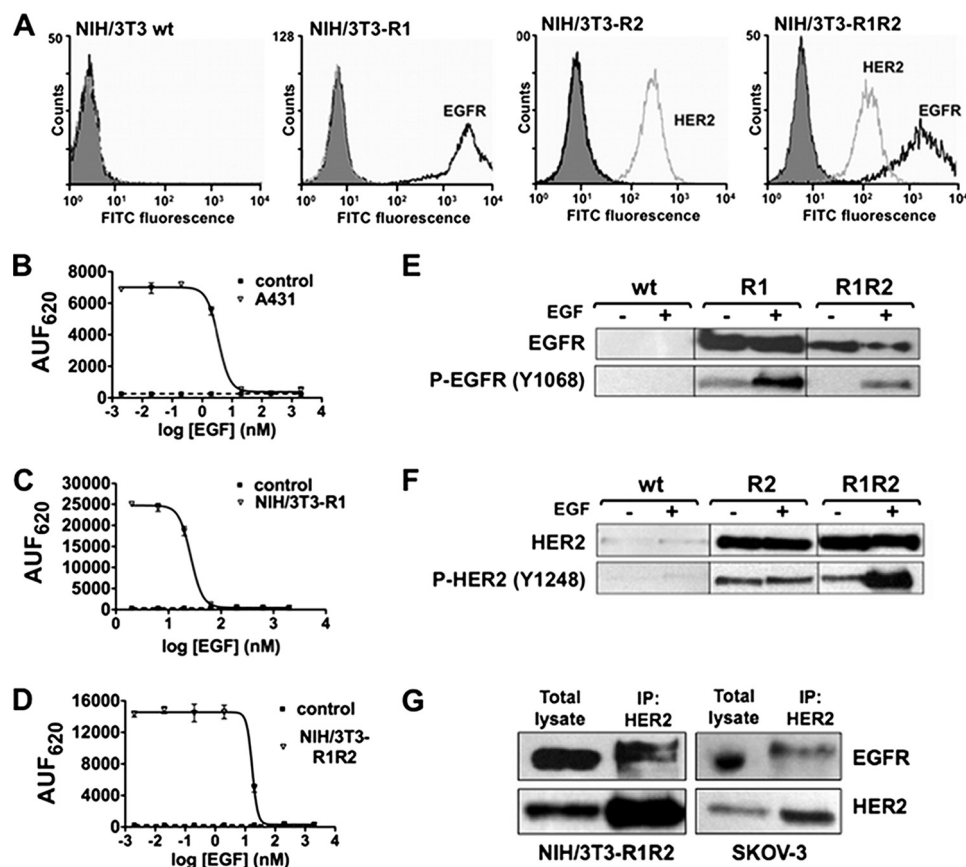 A
NIH/3T3 wt
NIH/3T3-R1
NIH/3T3-R2
NIH/3T3-R1R2
50
128
00
50
Counts
Counts
Counts
Counts
EGFR
HER2
HER2
EGFR
10⁰ 10¹ 10² 10³ 10⁴
10⁰ 10¹ 10² 10³ 10⁴
10⁰ 10¹ 10² 10³ 10⁴
10⁰ 10¹ 10² 10³ 10⁴
FITC fluorescence
FITC fluorescence
FITC fluorescence
FITC fluorescence
B
AUF₆₂₀
8000
6000
4000
2000
0
-3 -2 -1 0 1 2 3 4
log [EGF] (nM)
control
A431
C
AUF₆₂₀
30000
25000
20000
15000
10000
5000
0
0 1 2 3 4
log [EGF] (nM)
control
NIH/3T3-R1
D
AUF₆₂₀
16000
12000
8000
4000
0
-3 -2 -1 0 1 2 3 4
log [EGF] (nM)
control
NIH/3T3-
R1R2
E
wt R1 R1R2
EGF - + - + - +
EGFR
P-EGFR (Y1068)
F
wt R2 R1R2
EGF - + - + - +
HER2
P-HER2 (Y1248)
G
Total lysate
IP: HER2
Total lysate
IP: HER2
EGFR
HER2
NIH/3T3-R1R2
SKOV-3